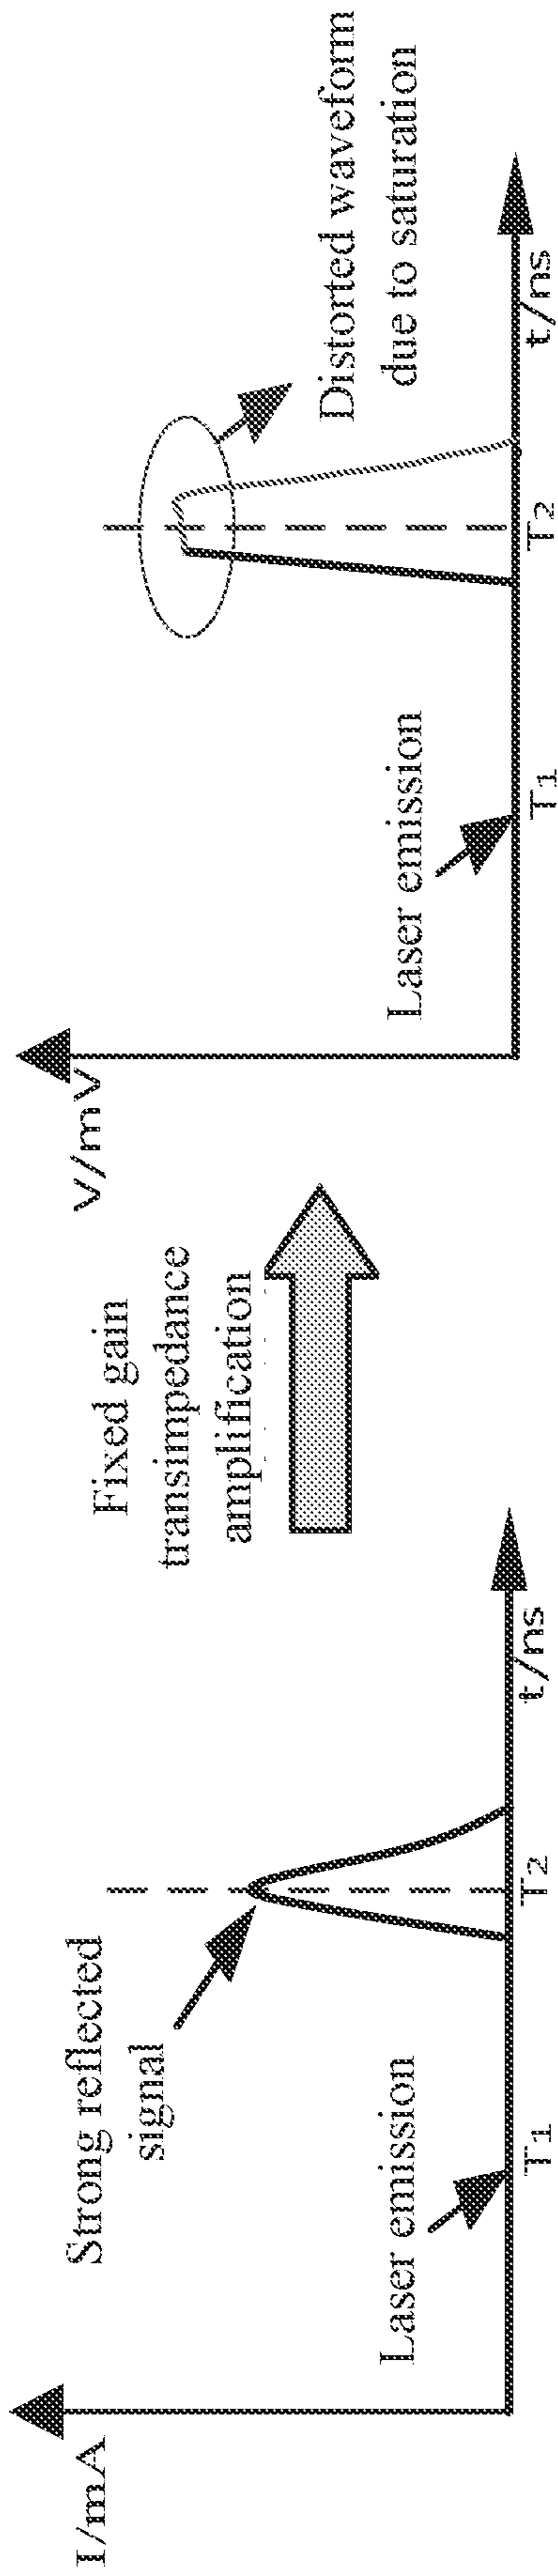 I/mA
Strong reflected
signal
Laser emission
T1
T2
t/ns
Fixed gain
transimpedance
amplification
V/mV
Laser emission
T1
T2
t/ns
Distorted waveform
due to saturation